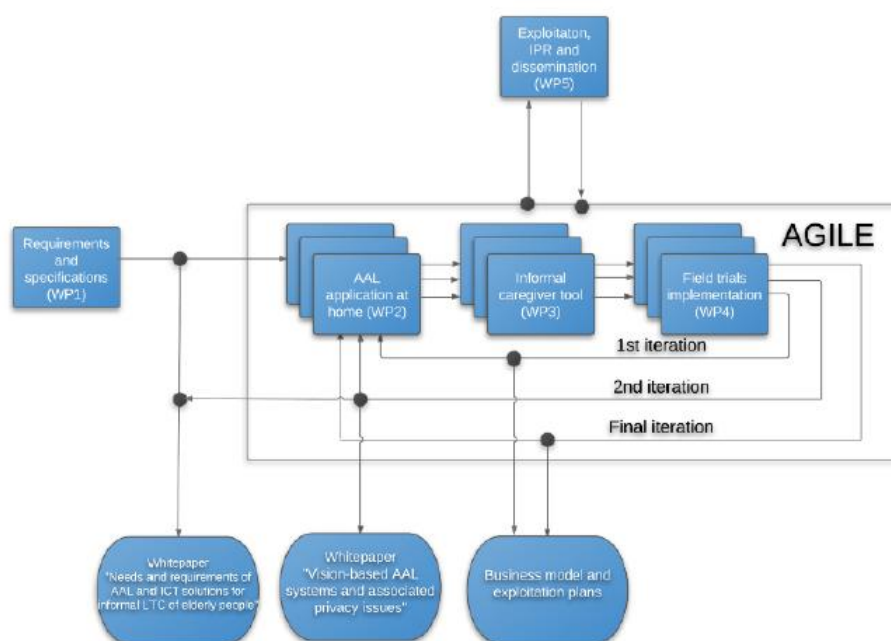 Exploitaton,
IPR and
dissemination
(WP5)
AGILE
Requirements
and
specifications
(WP1)
AAL
application at
home (WP2)
Informal
caregiver tool
(WP3)
Field trials
implementation
(WP4)
1st iteration
2nd iteration
Final iteration
Whitepaper
"Needs and requirements of
AAL and ICT solutions for
informal LTC of elderly people"
Whitepaper
"Vision-based AAL
systems and associated
privacy issues"
Business model and
exploitation plans